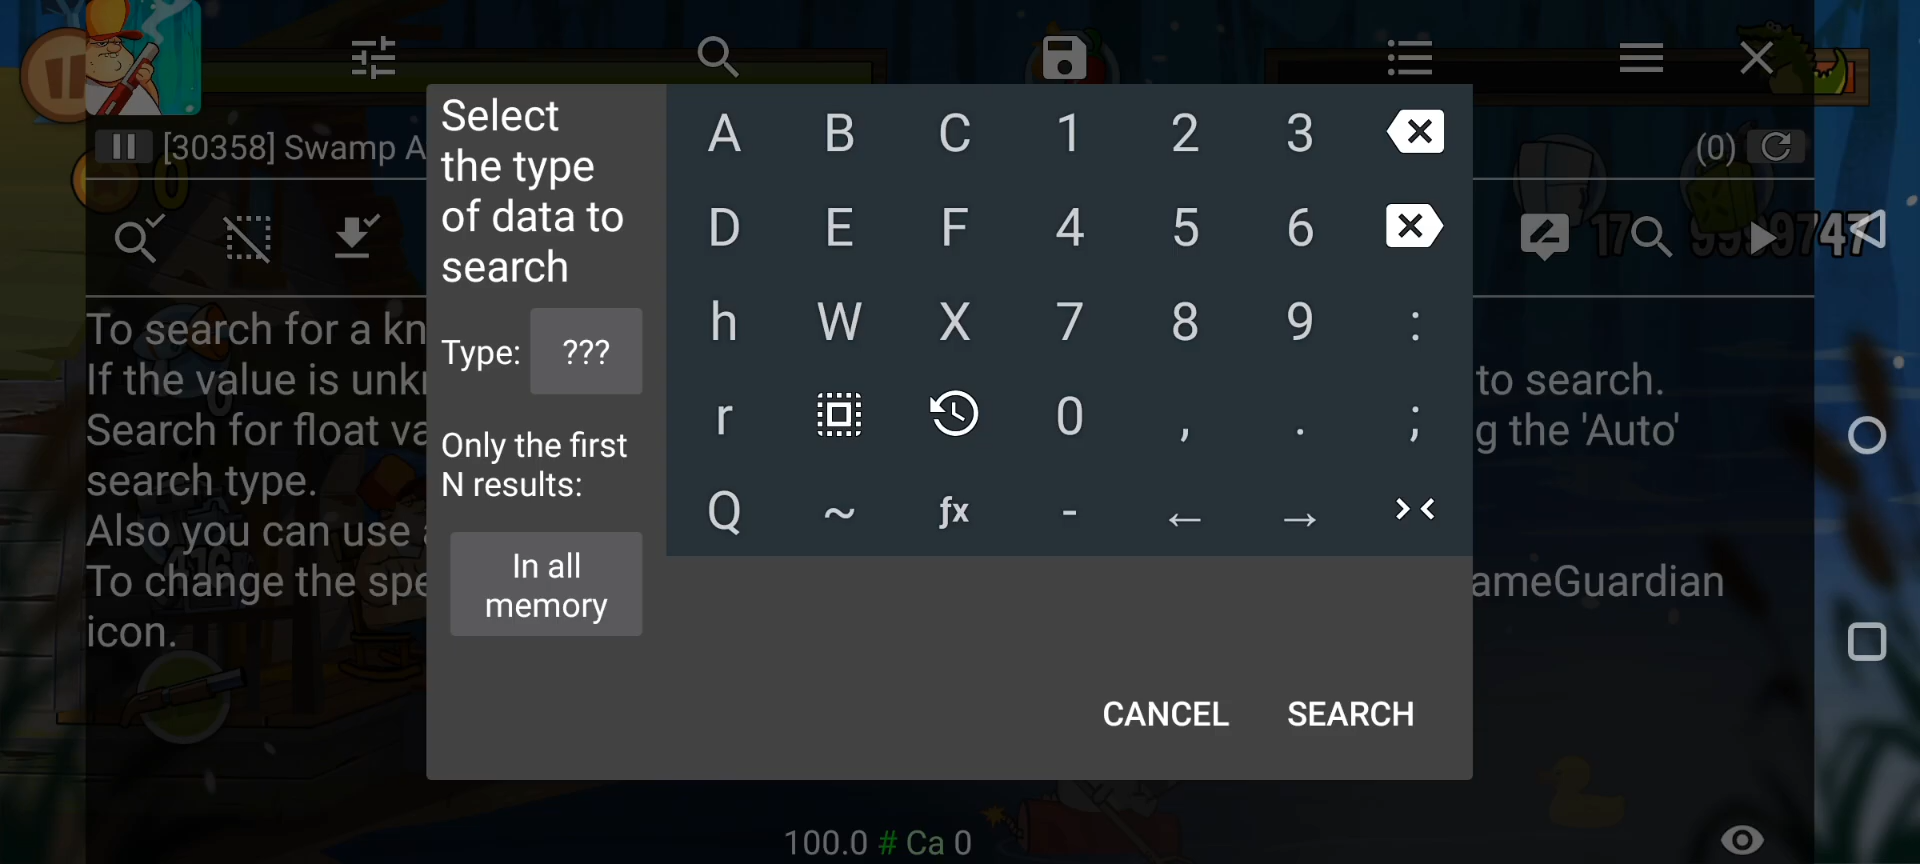 [30358] Swamp A
(0)
Select
the type
of data to
search
Type: ???
Only the first
N results:
In all
memory
A B C 1 2 3
D E F 4 5 6
h W X 7 8 9 :
r 0 , . ;
Q ~ ƒx - ← → ><
CANCEL SEARCH
To search for a kn
If the value is unk
to search.
Search for float va
g the 'Auto'
search type.
Also you can use
To change the spe
ameGuardian
icon.
100.0 # Ca 0